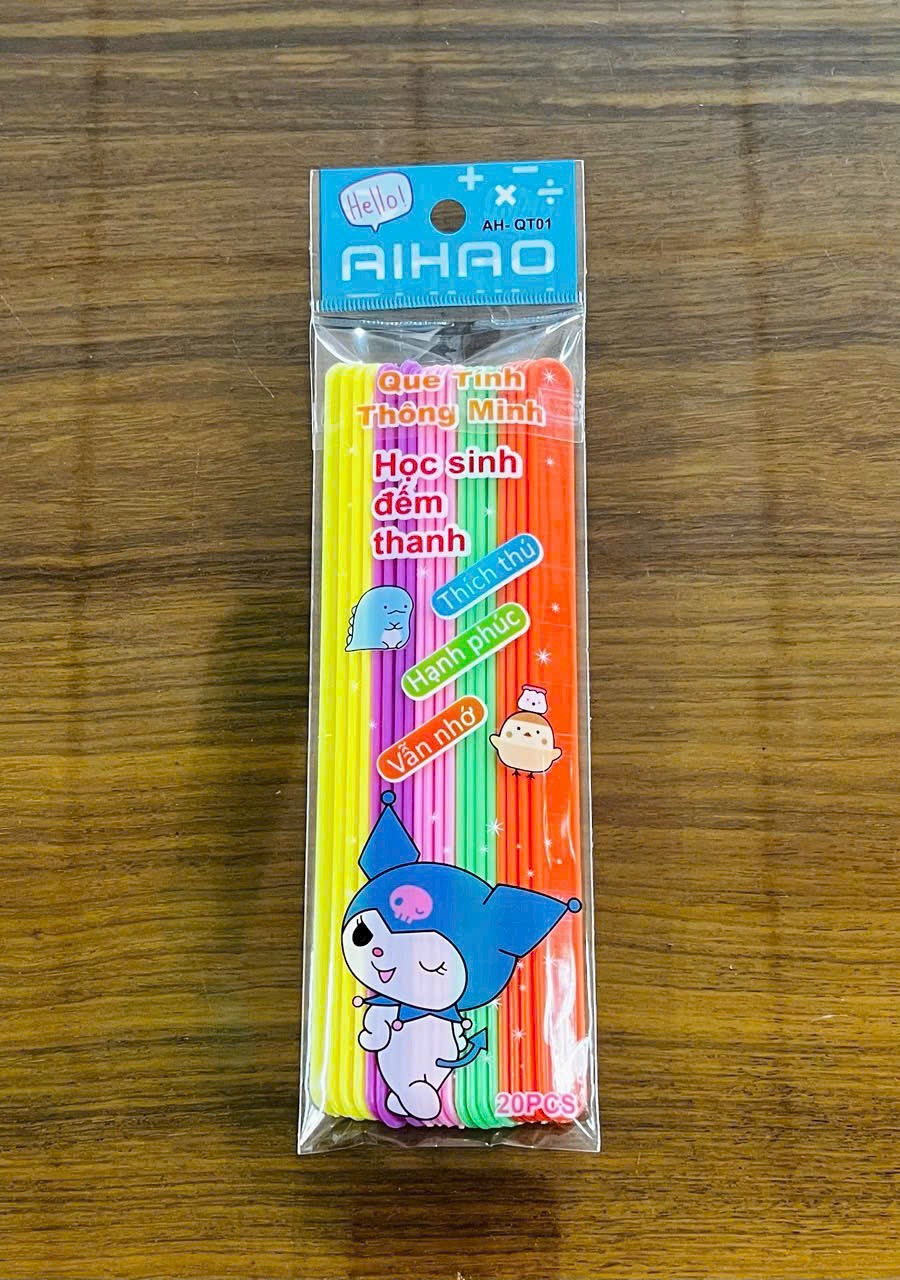 Hello!
AH- QT01
AIHAO
Que Tính
Thông Minh
Học sinh
đếm
thanh
Thích thú
Hạnh phúc
Vẫn nhớ
20PCS